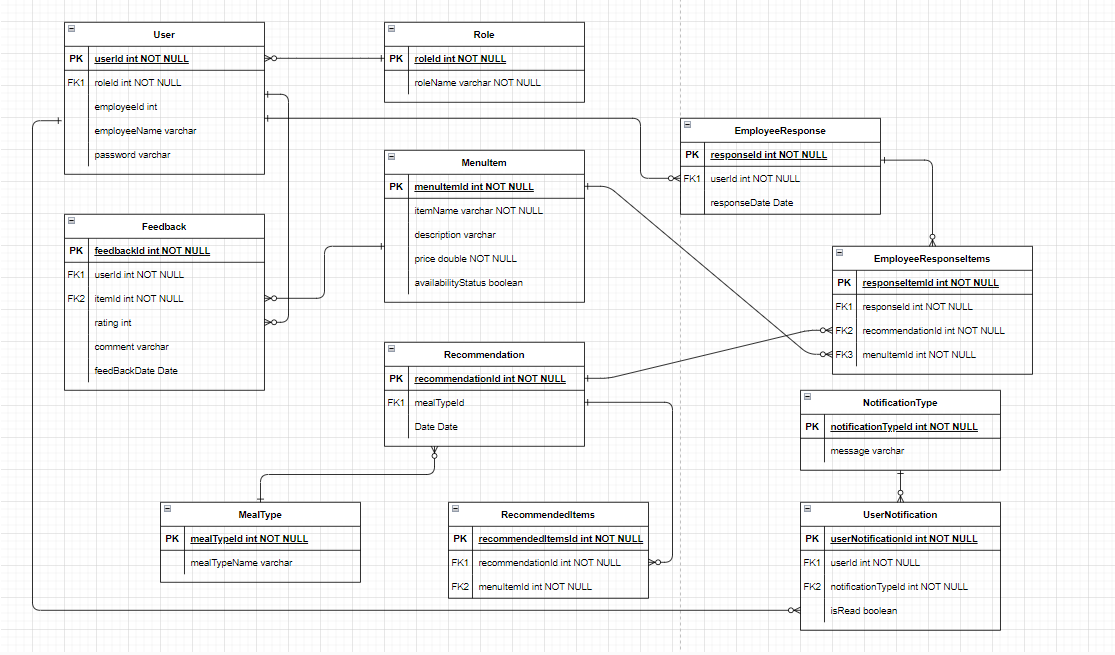 User
PK userId int NOT NULL
FK1 roleId int NOT NULL
employeeId int
employeeName varchar
password varchar
Role
PK roleId int NOT NULL
roleName varchar NOT NULL
EmployeeResponse
PK responseId int NOT NULL
FK1 userId int NOT NULL
responseDate Date
MenuItem
PK menuItemId int NOT NULL
itemName varchar NOT NULL
description varchar
price double NOT NULL
availabilityStatus boolean
Feedback
PK feedbackId int NOT NULL
FK1 userId int NOT NULL
FK2 itemId int NOT NULL
rating int
comment varchar
feedBackDate Date
EmployeeResponseItems
PK responseItemId int NOT NULL
FK1 responseId int NOT NULL
FK2 recommendationId int NOT NULL
FK3 menuItemId int NOT NULL
Recommendation
PK recommendationId int NOT NULL
FK1 mealTypeId
Date Date
NotificationType
PK notificationTypeId int NOT NULL
message varchar
MealType
PK mealTypeId int NOT NULL
mealTypeName varchar
RecommendedItems
PK recommendedItemsId int NOT NULL
FK1 recommendationId int NOT NULL
FK2 menuItemId int NOT NULL
UserNotification
PK userNotificationId int NOT NULL
FK1 userId int NOT NULL
FK2 notificationTypeId int NOT NULL
isRead boolean